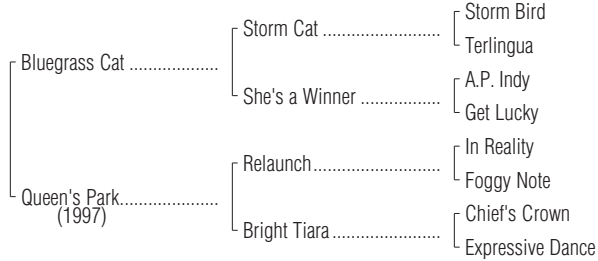 Storm Bird
Storm Cat ........................
Terlingua
Bluegrass Cat ..................
A.P. Indy
She's a Winner ................
Get Lucky
In Reality
Relaunch..........................
Foggy Note
Queen's Park....................
(1997)
Chief's Crown
Bright Tiara ......................
Expressive Dance